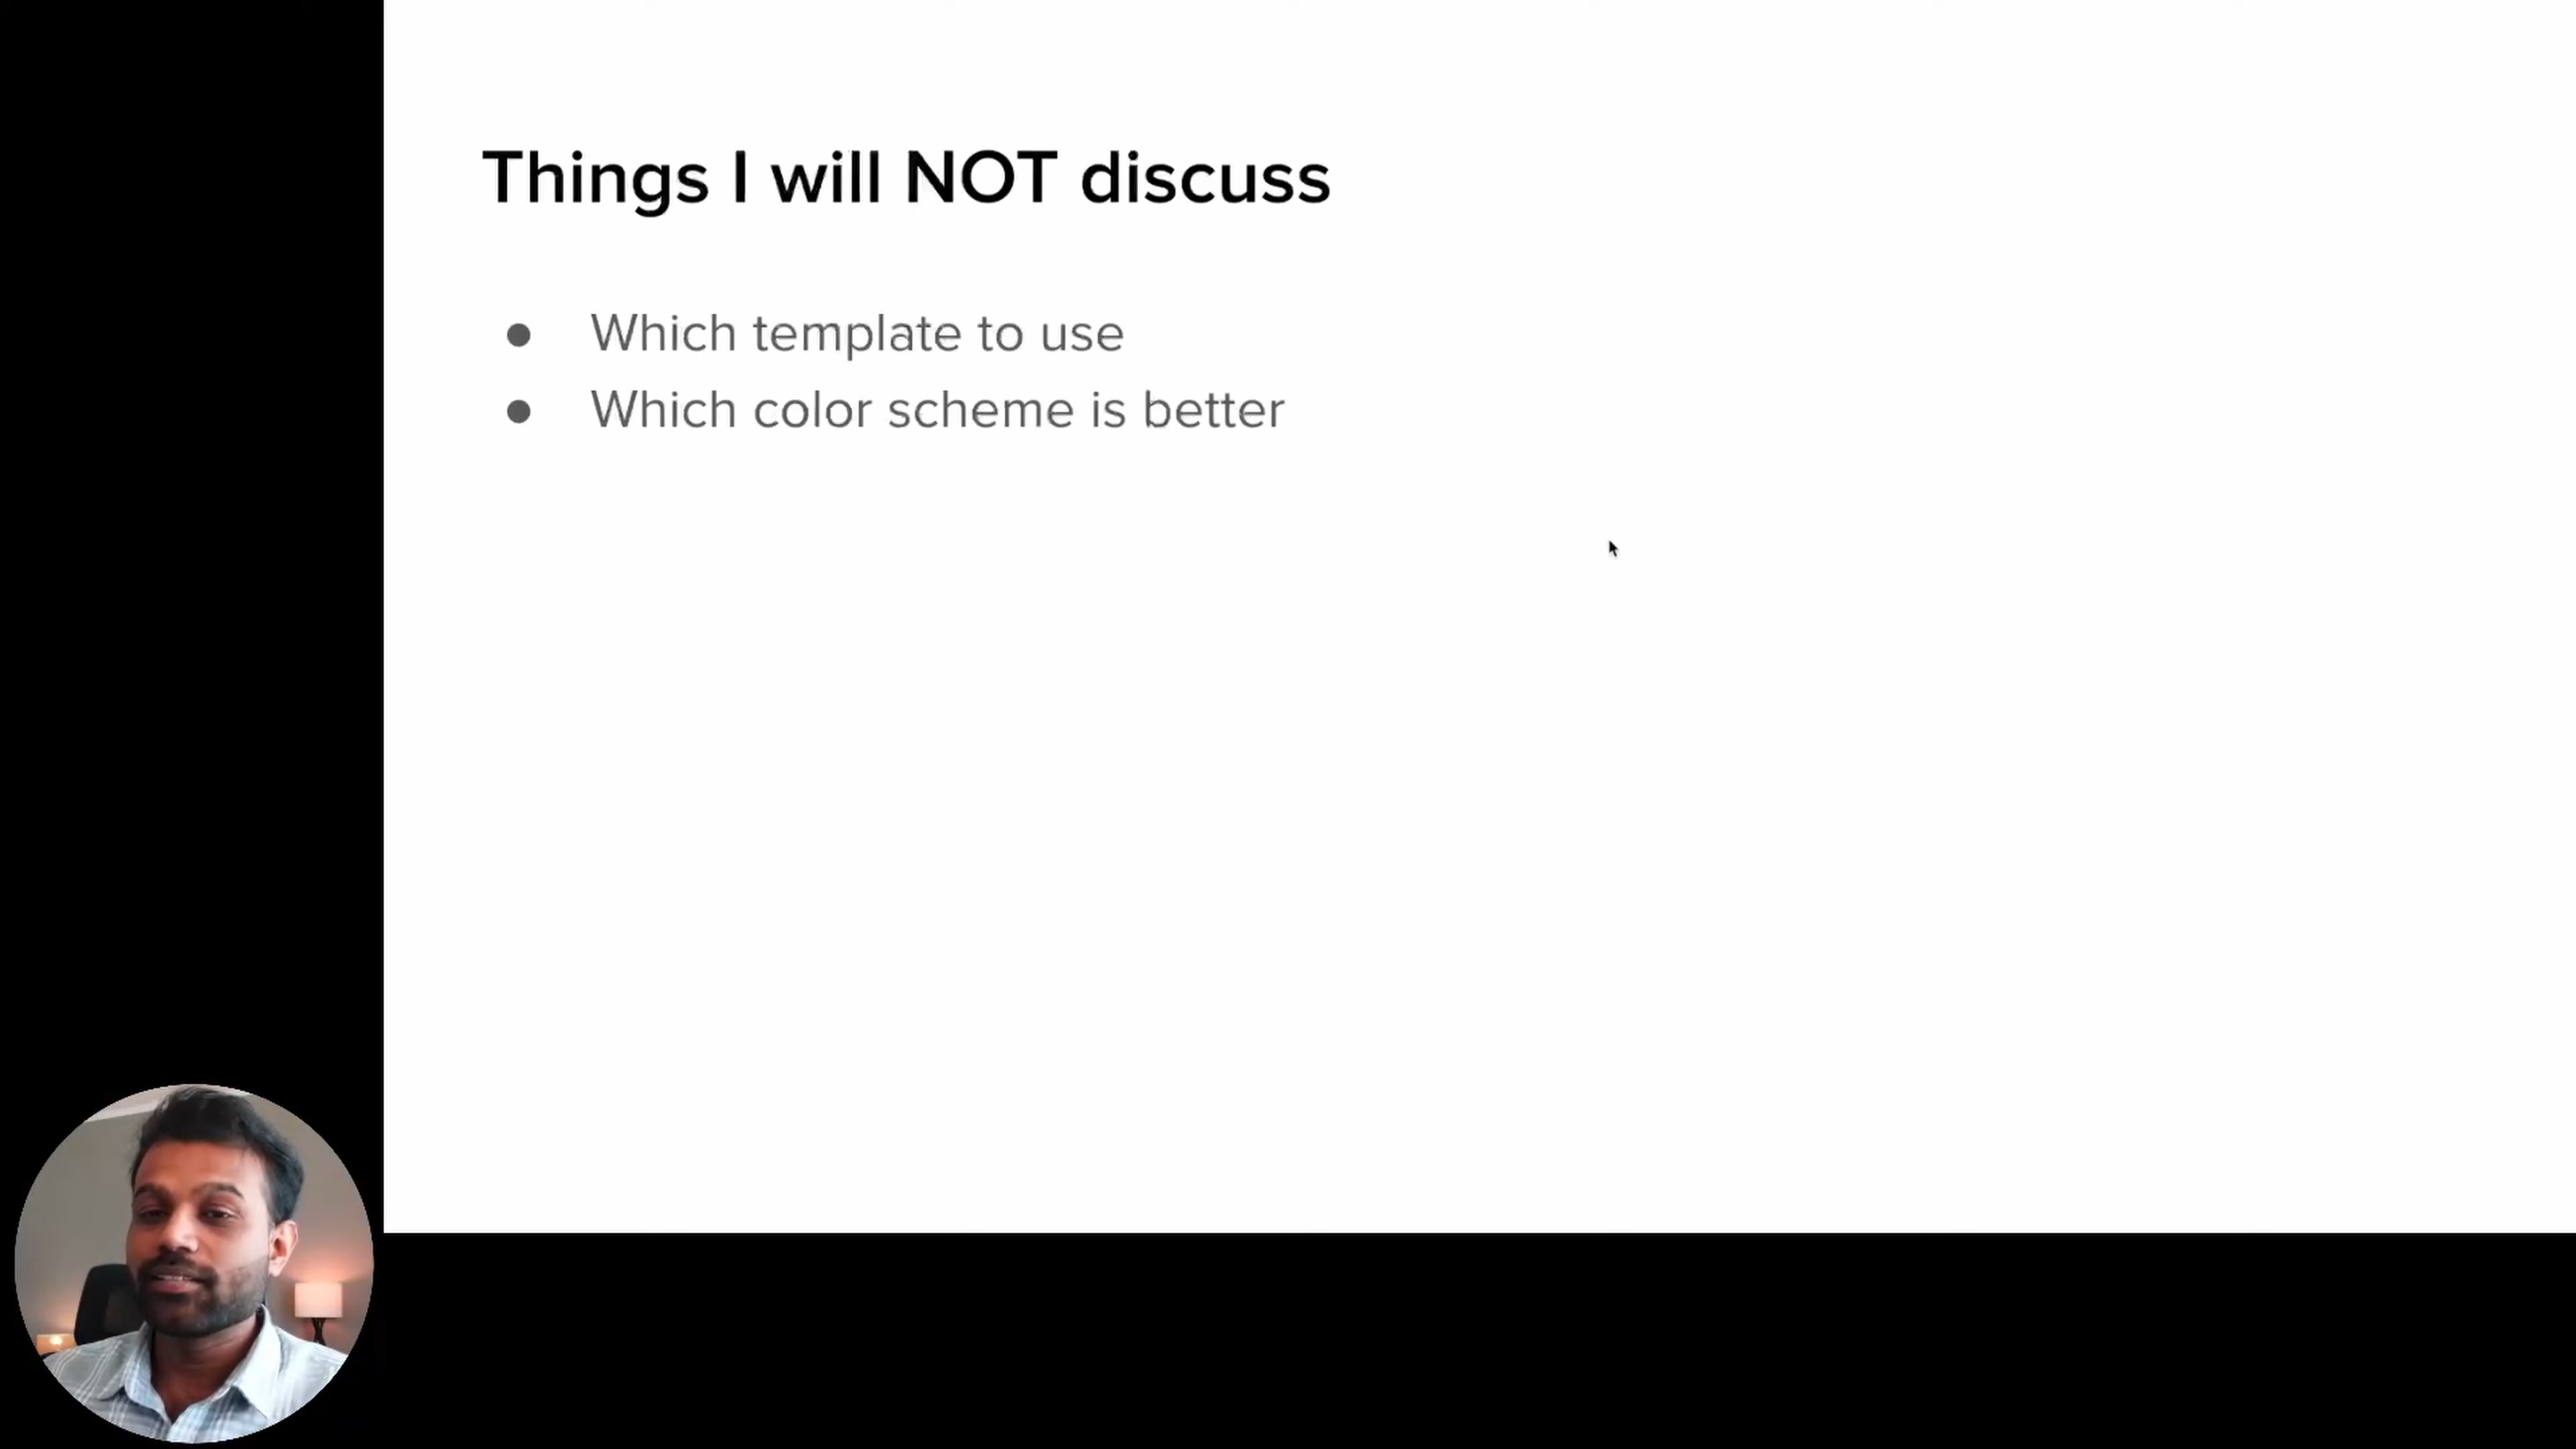 Things I will NOT discuss
● Which template to use
● Which color scheme is better